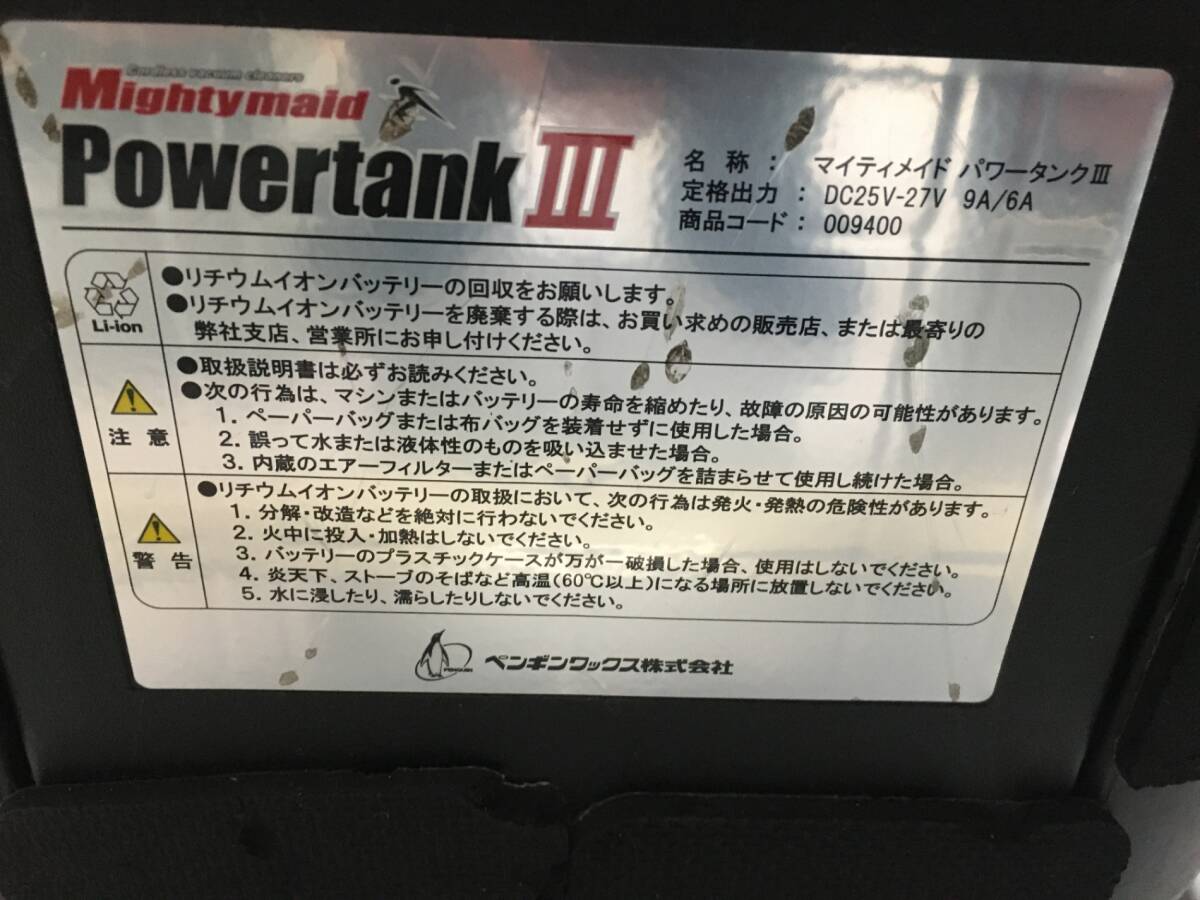 Cordless vacuum cleaners
Mightymaid
Powertank III
名称： マイティメイド パワータンクⅢ
定格出力： DC25V-27V 9A/6A
商品コード： 009400
Li-ion
●リチウムイオンバッテリーの回収をお願いします。
●リチウムイオンバッテリーを廃棄する際は、お買い求めの販売店、または最寄りの
弊社支店、営業所にお申し付けください。
注意
●取扱説明書は必ずお読みください。
●次の行為は、マシンまたはバッテリーの寿命を縮めたり、故障の原因の可能性があります。
1. ペーパーバッグまたは布バッグを装着せずに使用した場合。
2. 誤って水または液体性のものを吸い込ませた場合。
3. 内蔵のエアーフィルターまたはペーパーバッグを詰まらせて使用し続けた場合。
警告
●リチウムイオンバッテリーの取扱において、次の行為は発火・発熱の危険性があります。
1. 分解・改造などを絶対に行わないでください。
2. 火中に投入・加熱はしないでください。
3. バッテリーのプラスチックケースが万が一破損した場合、使用はしないでください。
4. 炎天下、ストーブのそばなど高温(60℃以上)になる場所に放置しないでください。
5. 水に浸したり、濡らしたりしないでください。
PENGUIN
ペンギンワックス株式会社